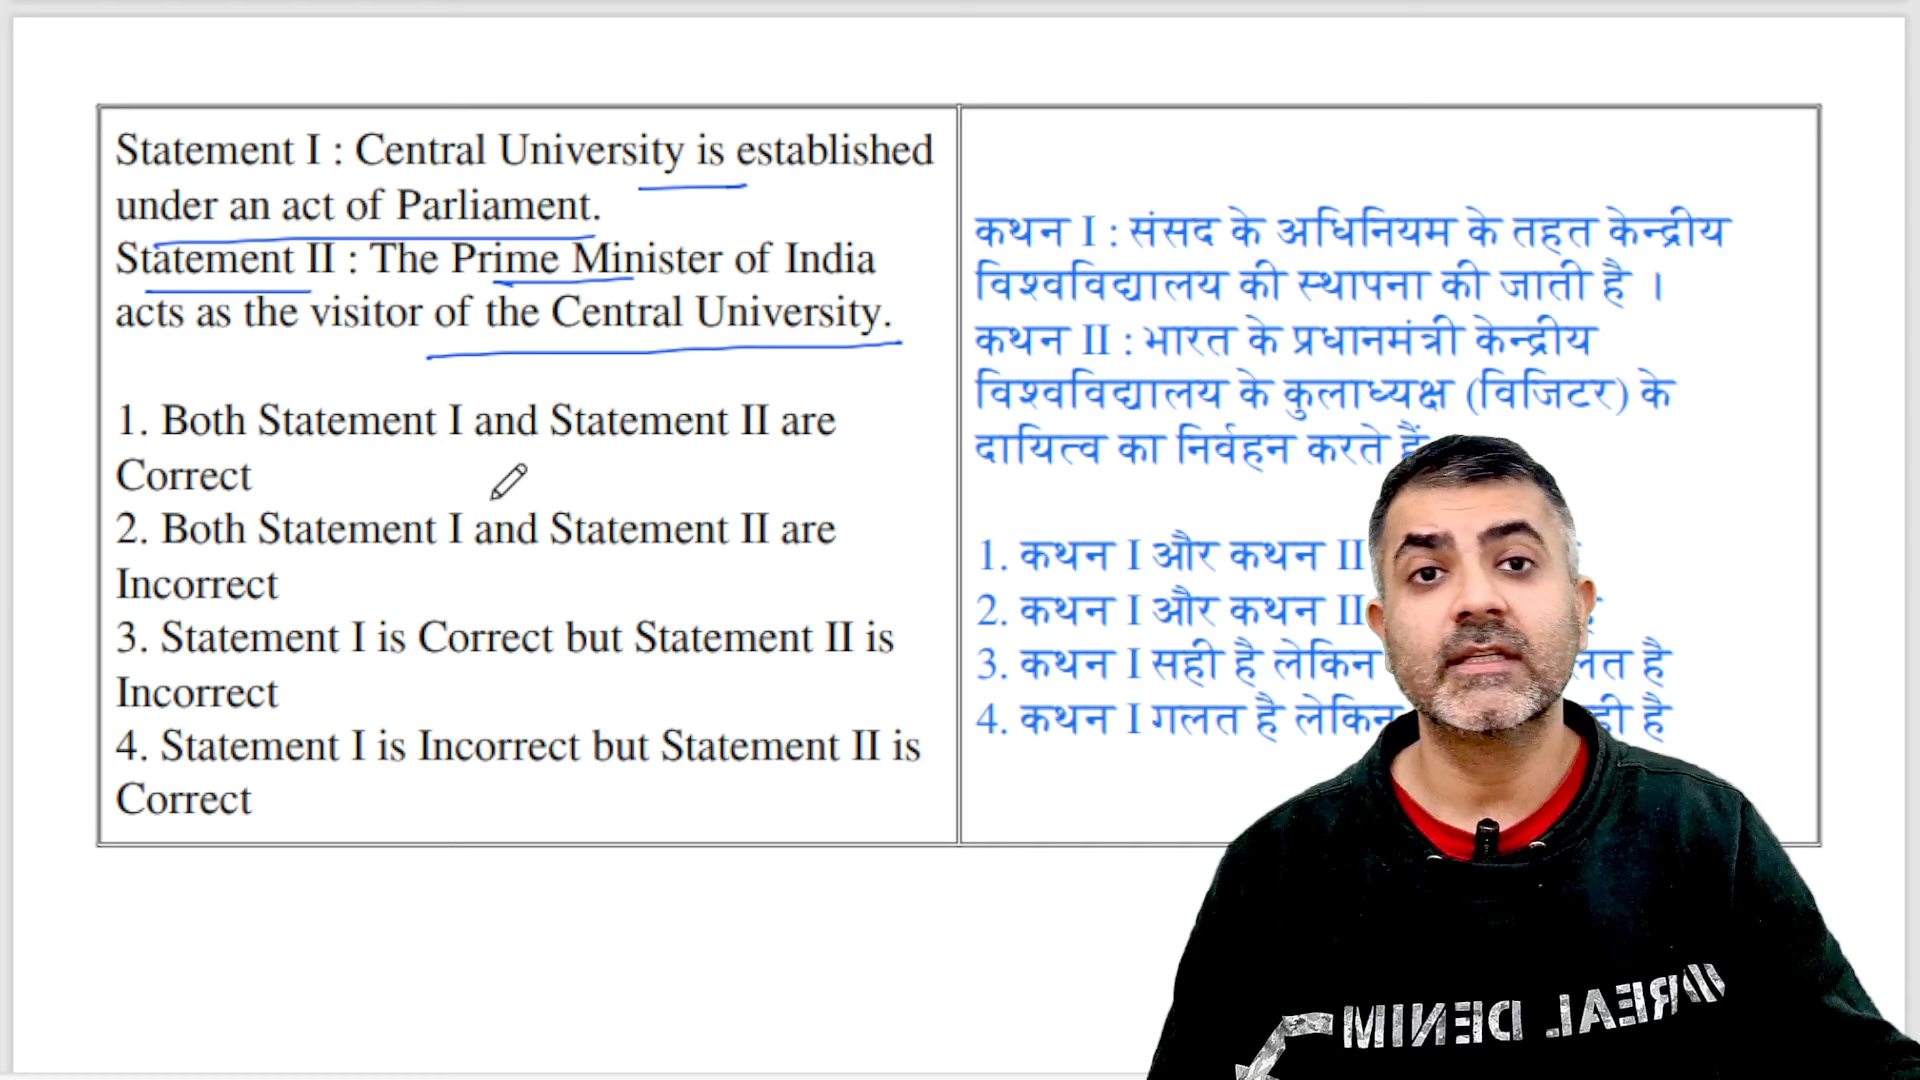 Statement I : Central University is established
under an act of Parliament.
Statement II : The Prime Minister of India
acts as the visitor of the Central University.
1. Both Statement I and Statement II are
Correct
2. Both Statement I and Statement II are
Incorrect
3. Statement I is Correct but Statement II is
Incorrect
4. Statement I is Incorrect but Statement II is
Correct
कथन I : संसद के अधिनियम के तहत केन्द्रीय
विश्वविद्यालय की स्थापना की जाती है ।
कथन II : भारत के प्रधानमंत्री केन्द्रीय
विश्वविद्यालय के कुलाध्यक्ष (विजिटर) के
दायित्व का निर्वहन करते हैं
1. कथन I और कथन II
2. कथन I और कथन II
3. कथन I सही है लेकिन है
4. कथन I गलत है लेकिन है
REAL DENIM